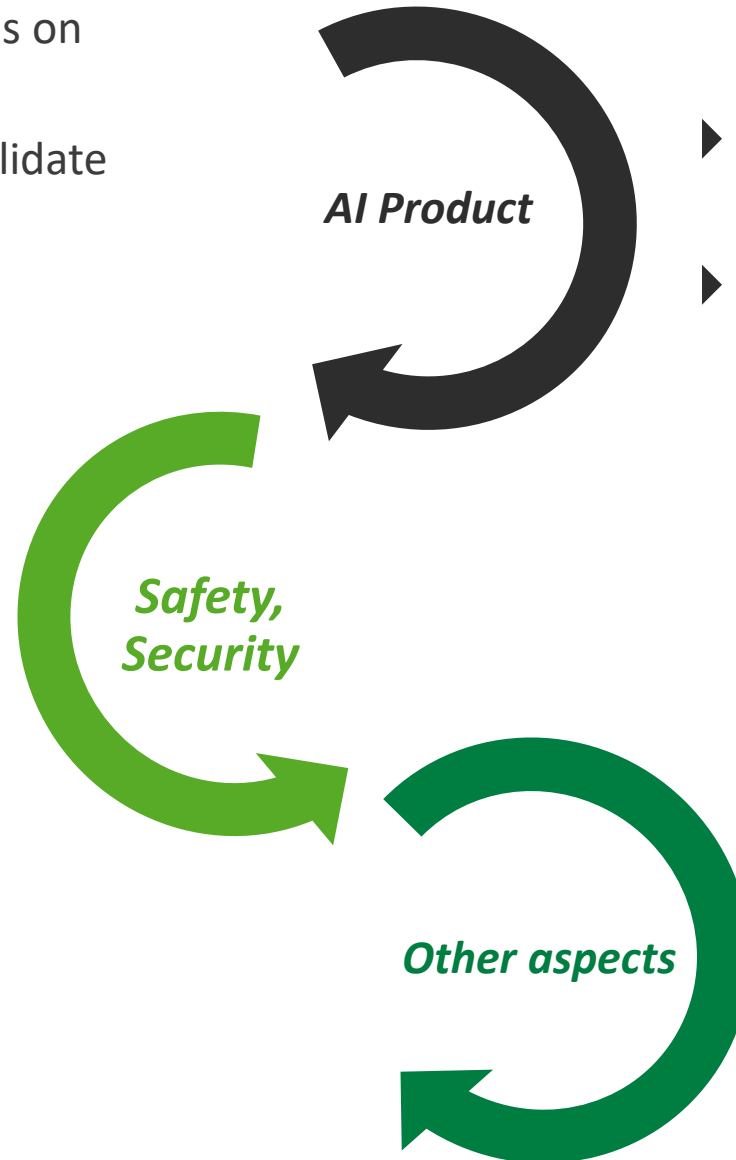 s on
lidate
AI Product
Safety,
Security
Other aspects